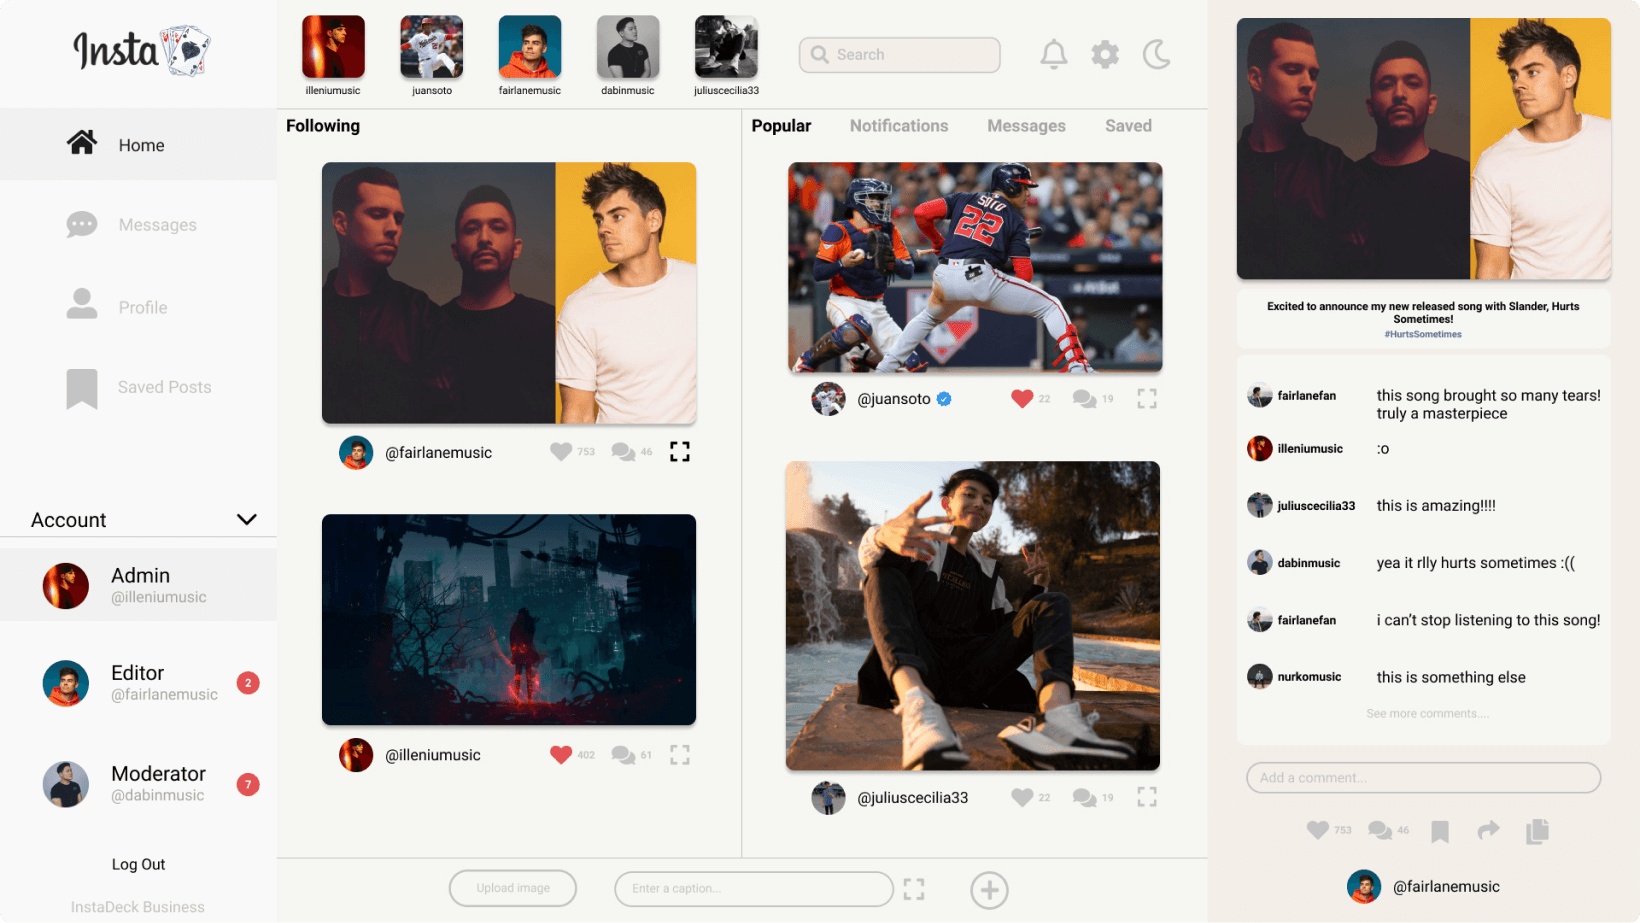 Insta
illeniumusic
juansoto
fairlanemusic
dabinmusic
juliuscecilia33
Search
Home
Messages
Profile
Saved Posts
Account
Admin
@illeniumusic
Editor
@fairlanemusic
2
Moderator
@dabinmusic
7
Log Out
InstaDeck Business
Following
@fairlanemusic
753
46
@illeniumusic
402
61
Popular
Notifications
Messages
Saved
SOTO
22
@juansoto
22
19
@juliuscecilia33
22
19
Upload image
Enter a caption...
Excited to announce my new released song with Slander, Hurts
Sometimes!
#HurtsSometimes
fairlanefan
this song brought so many tears!
truly a masterpiece
illeniumusic
:o
juliuscecilia33
this is amazing!!!!
dabinmusic
yea it rlly hurts sometimes :((
fairlanefan
i can't stop listening to this song!
nurkomusic
this is something else
See more comments....
Add a comment...
753
46
@fairlanemusic